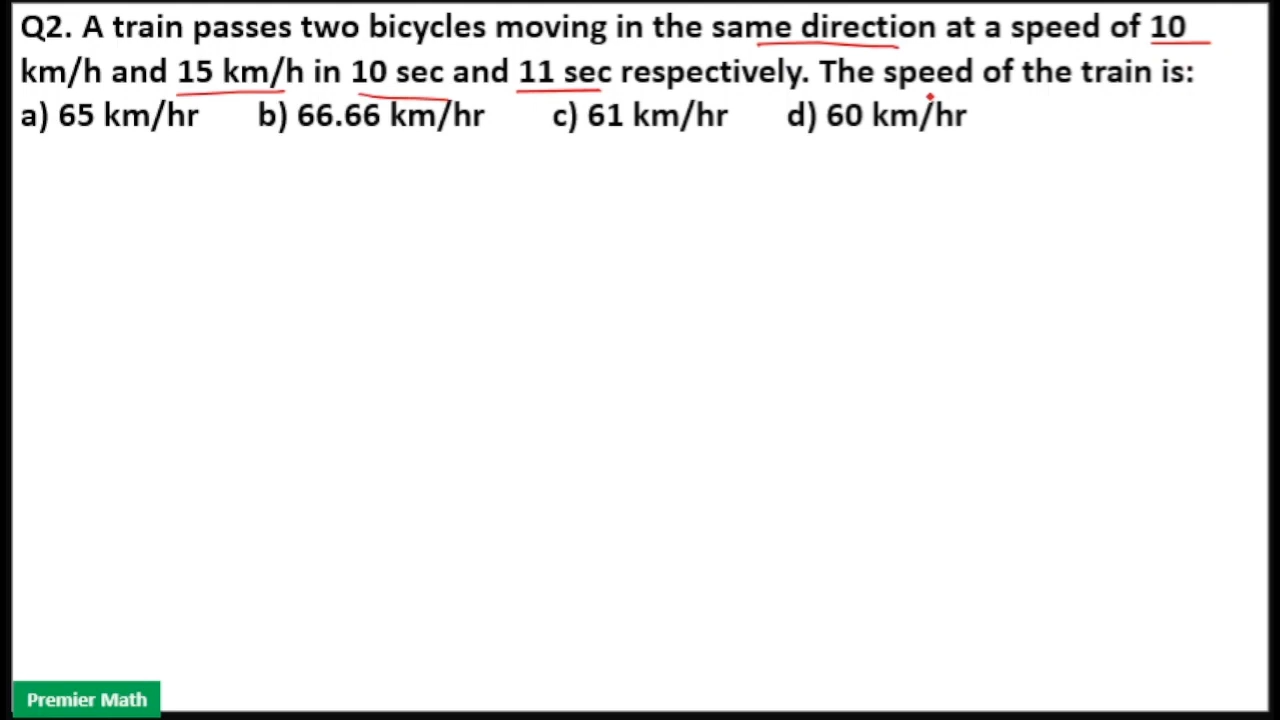 Q2. A train passes two bicycles moving in the same direction at a speed of 10
km/h and 15 km/h in 10 sec and 11 sec respectively. The speed of the train is:
a) 65 km/hr b) 66.66 km/hr c) 61 km/hr d) 60 km/hr
Premier Math